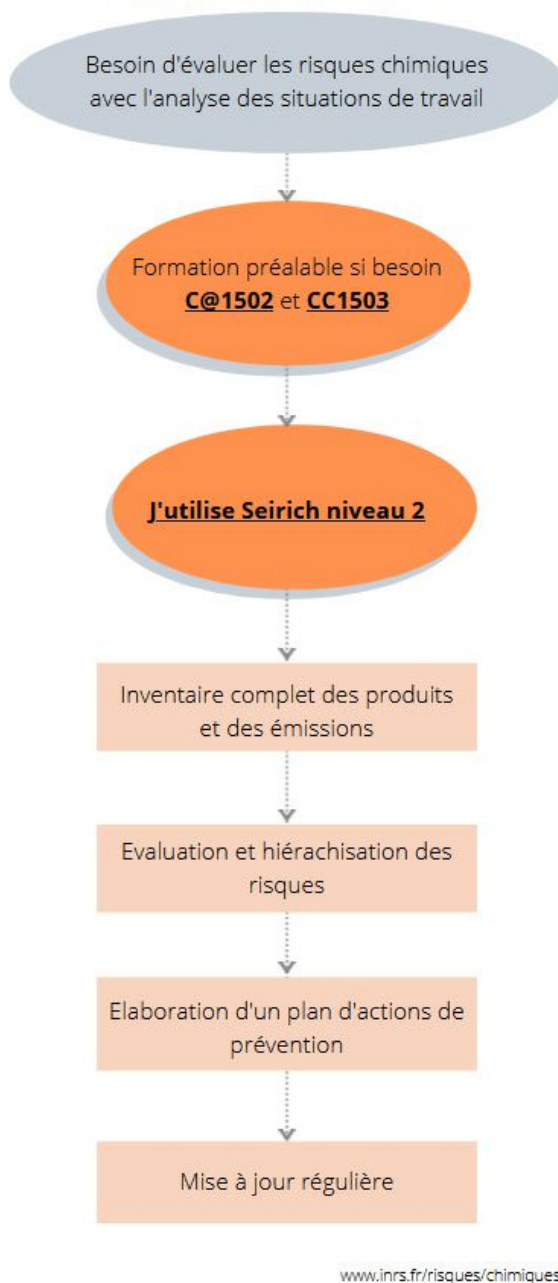 Besoin d'évaluer les risques chimiques
avec l'analyse des situations de travail
Formation préalable si besoin
C@1502 et CC1503
J'utilise Seirich niveau 2
Inventaire complet des produits
et des émissions
Evaluation et hiérachisation des
risques
Elaboration d'un plan d'actions de
prévention
Mise à jour régulière
www.inrs.fr/risques/chimiques